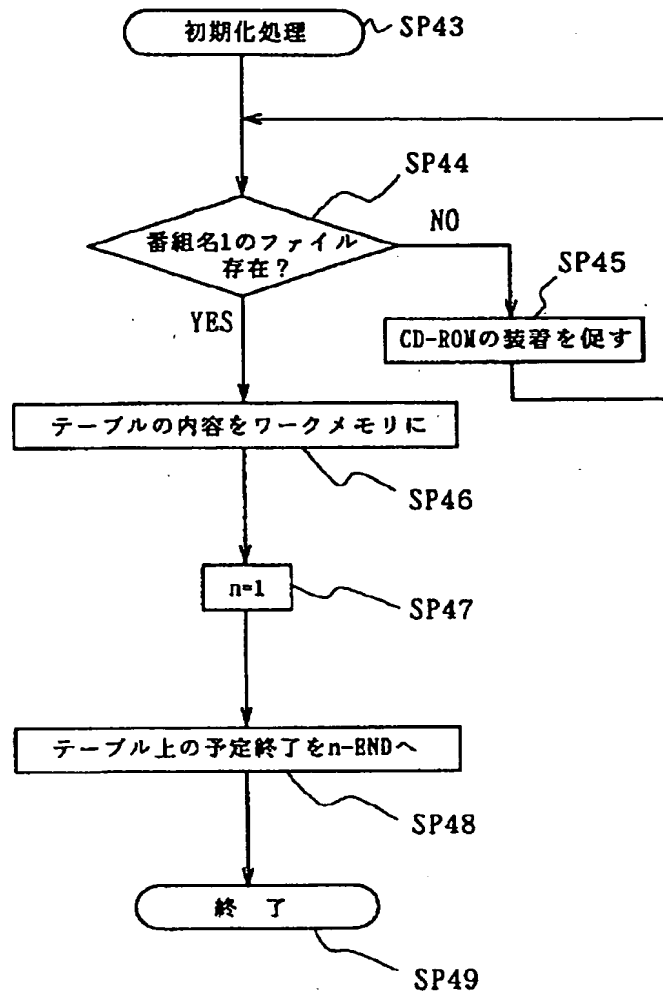 初期化処理
SP43
SP44
番組名1のファイル
存在？
NO
SP45
CD-ROMの装着を促す
YES
テーブルの内容をワークメモリに
SP46
n=1
SP47
テーブル上の予定終了をn-ENDへ
SP48
終 了
SP49